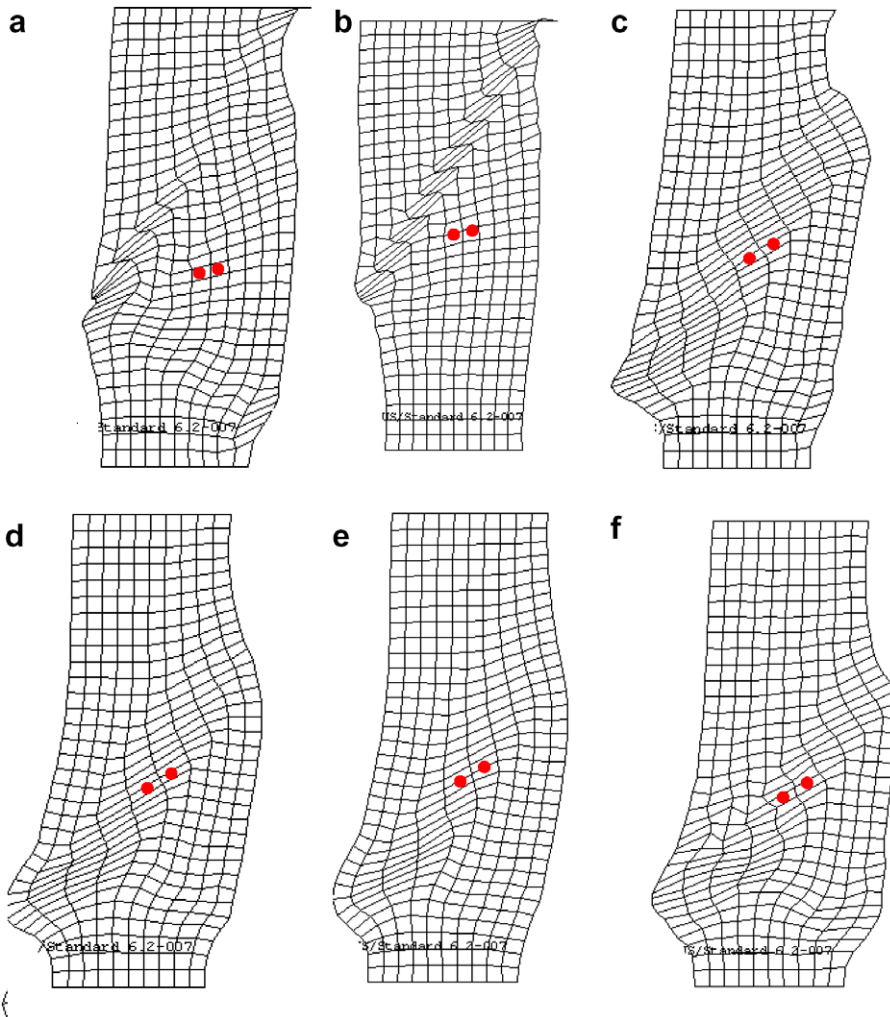 a
b
c
Standard 6.2-007
US/Standard 6.2-007
:/Standard 6.2-007
d
e
f
/Standard 6.2-007
S/Standard 6.2-007
US/Standard 6.2-007